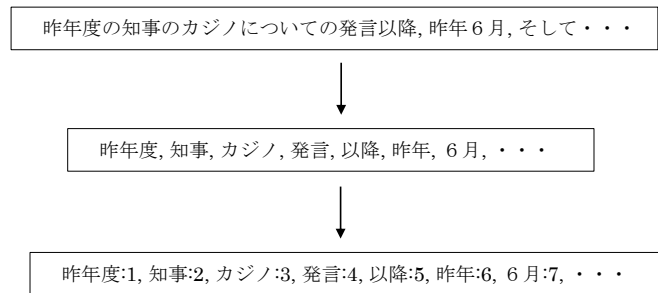 昨年度の知事のカジノについての発言以降, 昨年６月, そして・・・
昨年度, 知事, カジノ, 発言, 以降, 昨年, ６月, ・・・
昨年度:1, 知事:2, カジノ:3, 発言:4, 以降:5, 昨年:6, ６月:7, ・・・